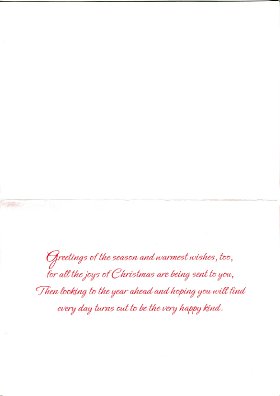 Greetings of the season and warmest wishes, too,
for all the joys of Christmas are being sent to you,
Then looking to the year ahead and hoping you will find
every day turns out to be the very happy kind.